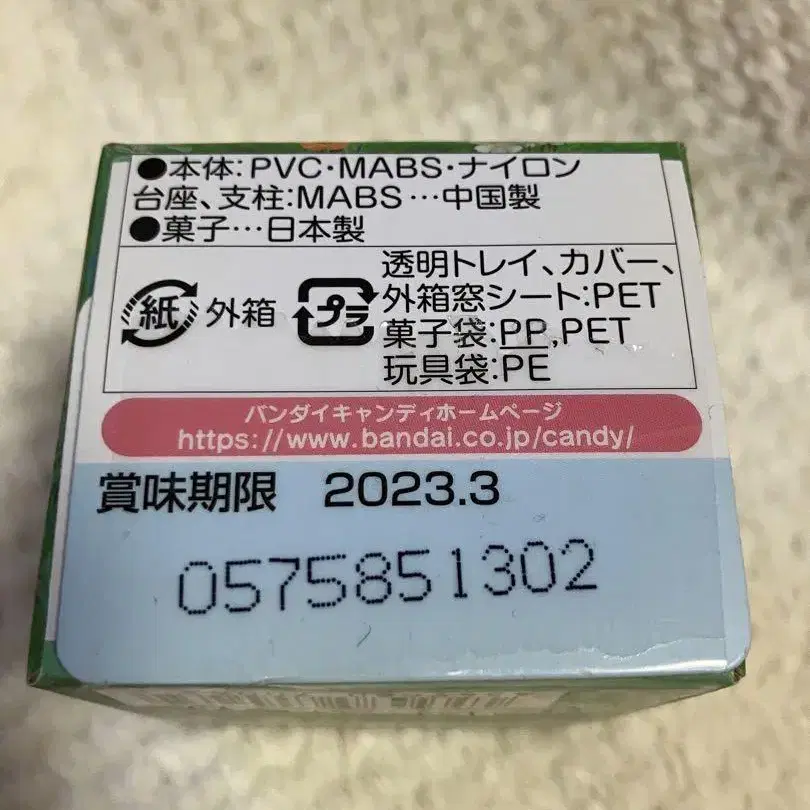 ●本体:PVC・MABS・ナイロン
台座、支柱:MABS…中国製
●菓子…日本製
紙 外箱
プラ
透明トレイ、カバー、
外箱窓シート:PET
菓子袋:PP,PET
玩具袋:PE
バンダイキャンディホームページ
https://www.bandai.co.jp/candy/
賞味期限 2023.3
0575851302